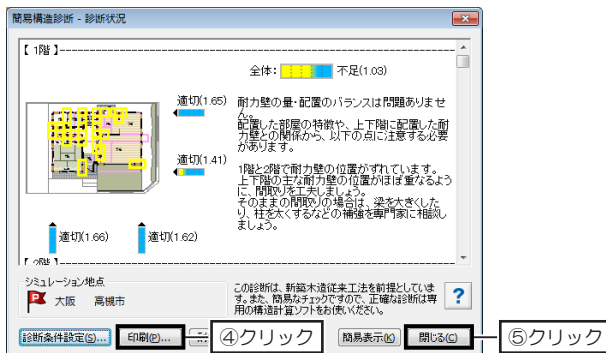 簡易構造診断 - 診断状況
【 1階 】
全体:
不足(1.03)
適切(1.65)
適切(1.41)
適切(1.66)
適切(1.62)
耐力壁の量・配置のバランスは問題ありませ
ん。
配置した部屋の特徴や、上下階に配置した耐
力壁との関係から、以下の点に注意する必要
があります。
1階と2階で耐力壁の位置がずれています。
上下階の主な耐力壁の位置がほぼ重なるよう
に、間取りを工夫しましょう。
そのままの間取りの場合は、梁を大きくした
り、柱を太くするなどの補強を専門家に相談し
ましょう。
シミュレーション地点
大阪 高槻市
この診断は、新築木造従来工法を前提としていま
す。また、簡易なチェックですので、正確な診断は専
用の構造計算ソフトをお使いください。
?
診断条件設定(S)...
印刷(P)...
④クリック
簡易表示(K)
閉じる(C)
⑤クリック